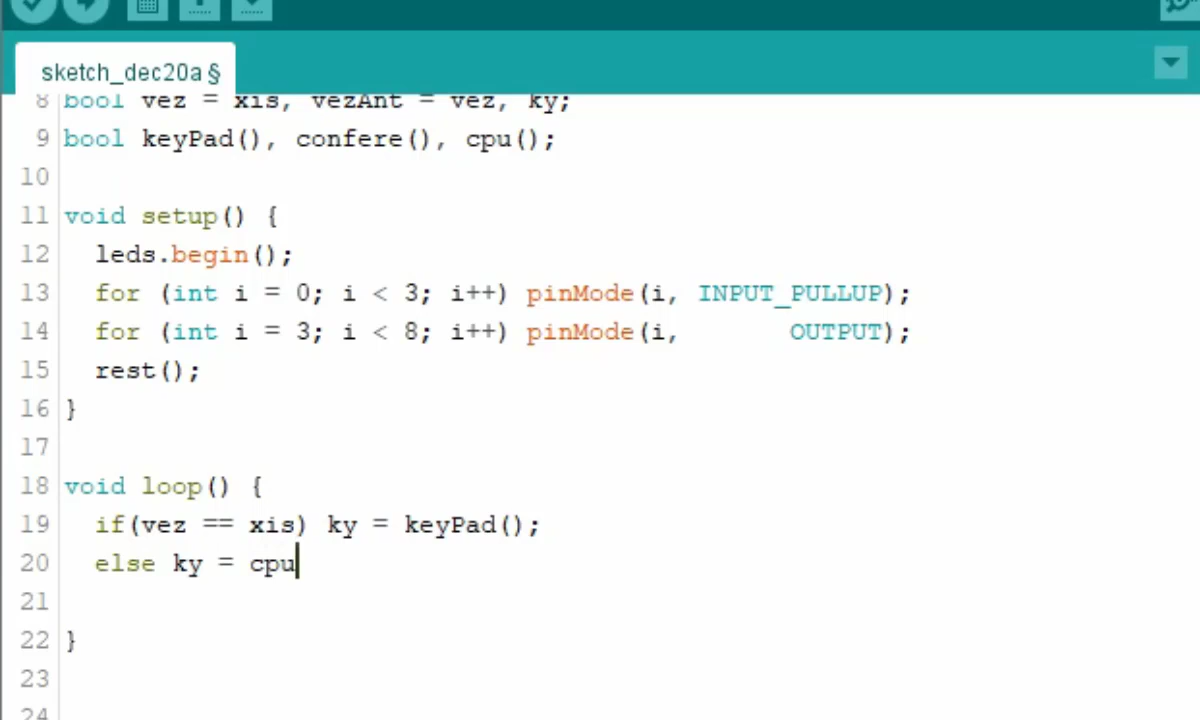 sketch_dec20a §
8 bool vez = xis, vezAnt = vez, ky;
9 bool keyPad(), confere(), cpu();
10
11 void setup() {
12   leds.begin();
13   for (int i = 0; i < 3; i++) pinMode(i, INPUT_PULLUP);
14   for (int i = 3; i < 8; i++) pinMode(i,       OUTPUT);
15   rest();
16 }
17
18 void loop() {
19   if(vez == xis) ky = keyPad();
20   else ky = cpu
21
22 }
23
24